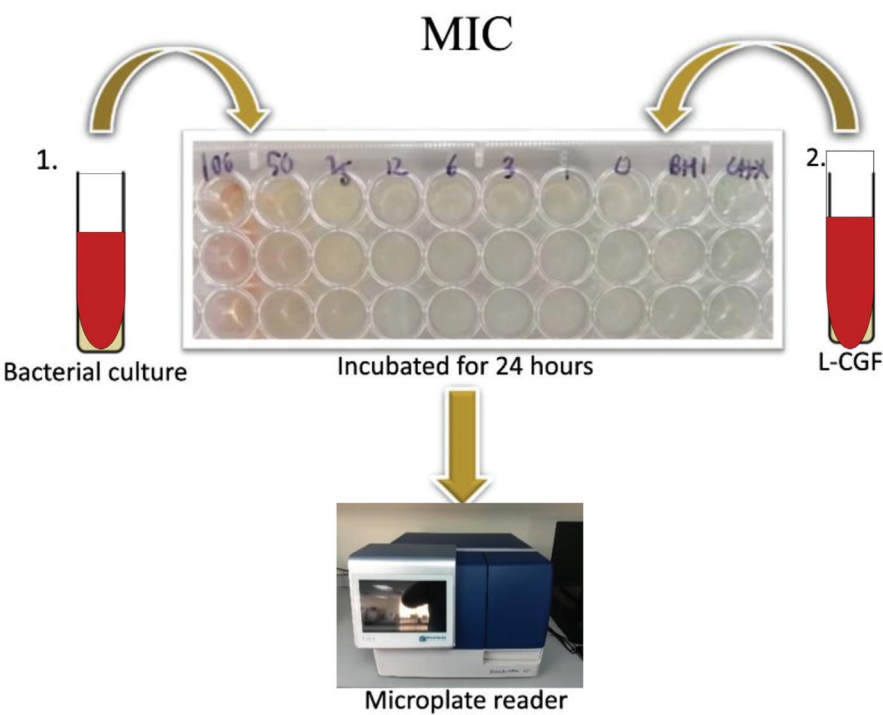 MIC
1.
2.
100 50 25 12 6 3 1 0 BHI CHX
Bacterial culture
Incubated for 24 hours
L-CGF
Microplate reader